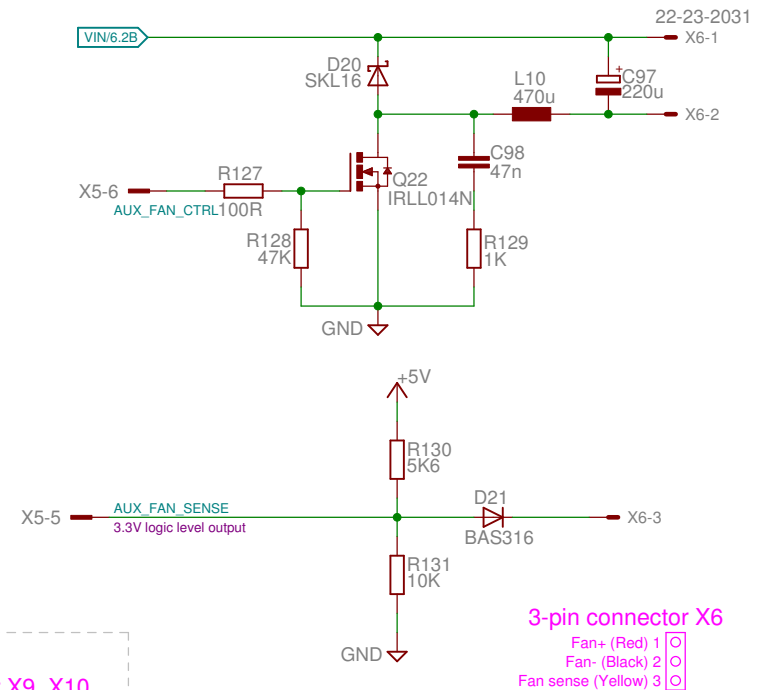 22-23-2031
VIN/6.2B
X6-1
D20
SKL16
L10
470u
+
C97
220u
X6-2
C98
47n
R127
X5-6
Q22
IRLL014N
AUX_FAN_CTRL
100R
R128
47K
R129
1K
GND
+5V
R130
5K6
D21
AUX_FAN_SENSE
X5-5
X6-3
3.3V logic level output
BAS316
R131
10K
3-pin connector X6
Fan+ (Red) 1
GND
Fan- (Black) 2
Fan sense (Yellow) 3
X9, X10